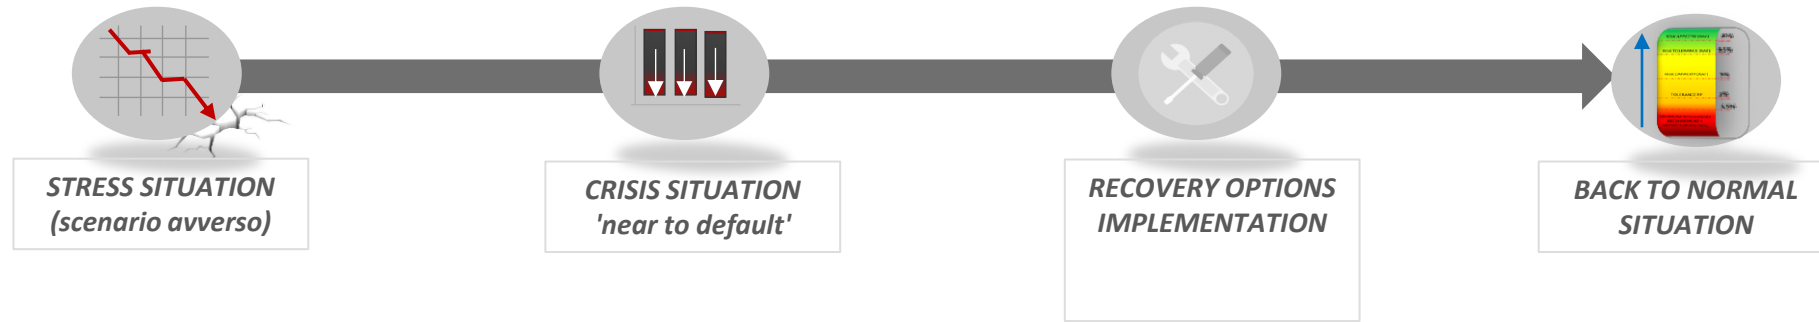 STRESS SITUATION
(scenario avverso)
CRISIS SITUATION
'near to default'
RECOVERY OPTIONS
IMPLEMENTATION
BACK TO NORMAL
SITUATION